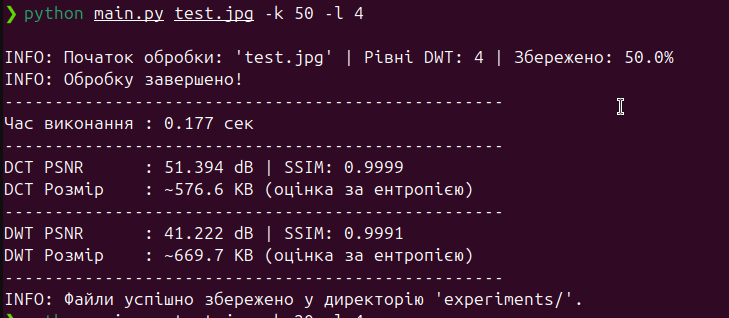 ❯ python main.py test.jpg -k 50 -l 4
INFO: Початок обробки: 'test.jpg' | Рівні DWT: 4 | Збережено: 50.0%
INFO: Обробку завершено!
--------------------------------------------------
Час виконання : 0.177 сек
--------------------------------------------------
DCT PSNR      : 51.394 dB | SSIM: 0.9999
DCT Розмір    : ~576.6 KB (оцінка за ентропією)
--------------------------------------------------
DWT PSNR      : 41.222 dB | SSIM: 0.9991
DWT Розмір    : ~669.7 KB (оцінка за ентропією)
--------------------------------------------------
INFO: Файли успішно збережено у директорію 'experiments/'.